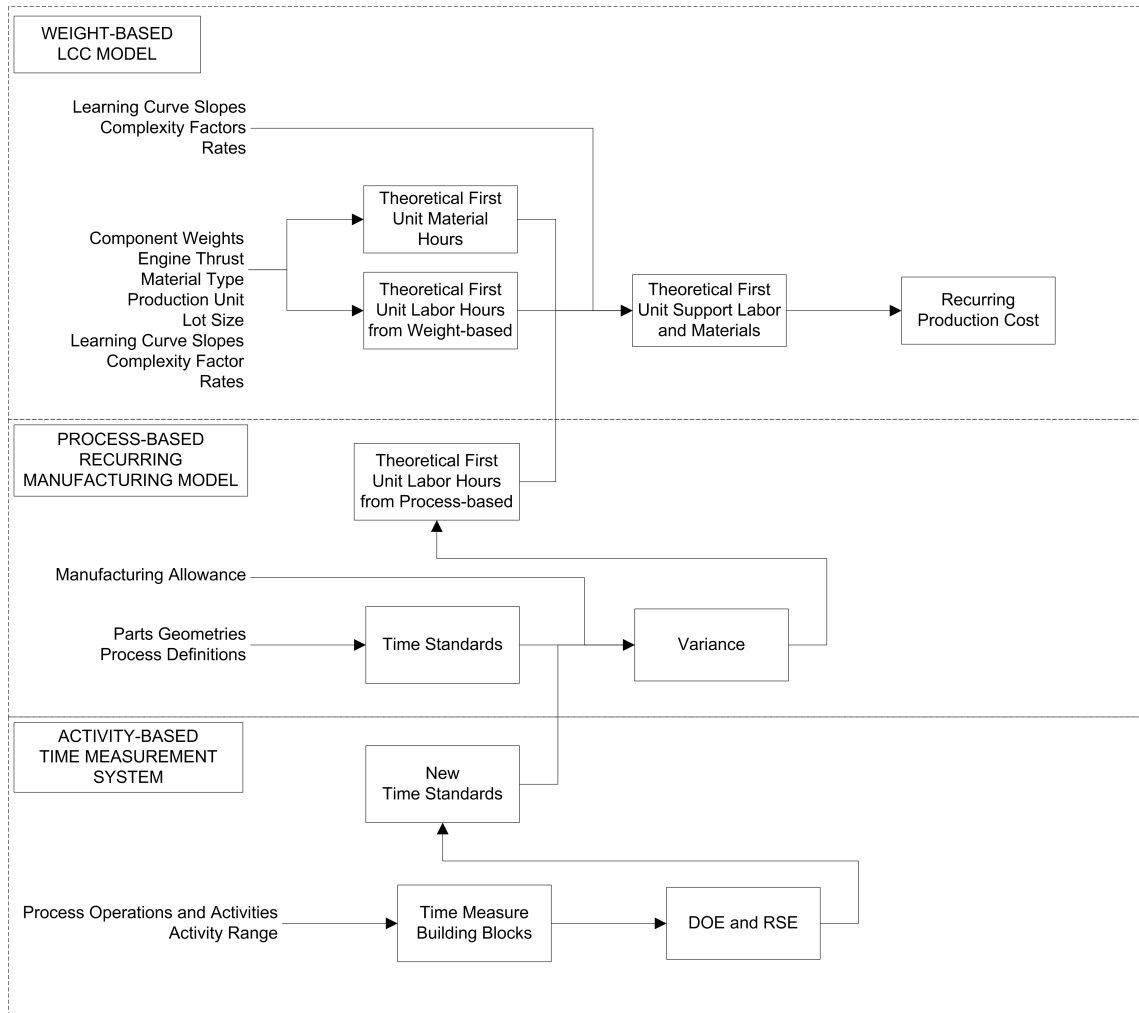 WEIGHT-BASED
LCC MODEL
Learning Curve Slopes
Complexity Factors
Rates
Theoretical First
Unit Material
Hours
Component Weights
Engine Thrust
Material Type
Production Unit
Lot Size
Learning Curve Slopes
Complexity Factor
Rates
Theoretical First
Unit Labor Hours
from Weight-based
Theoretical First
Unit Support Labor
and Materials
Recurring
Production Cost
PROCESS-BASED
RECURRING
MANUFACTURING MODEL
Theoretical First
Unit Labor Hours
from Process-based
Manufacturing Allowance
Parts Geometries
Process Definitions
Time Standards
Variance
ACTIVITY-BASED
TIME MEASUREMENT
SYSTEM
New
Time Standards
Process Operations and Activities
Activity Range
Time Measure
Building Blocks
DOE and RSE